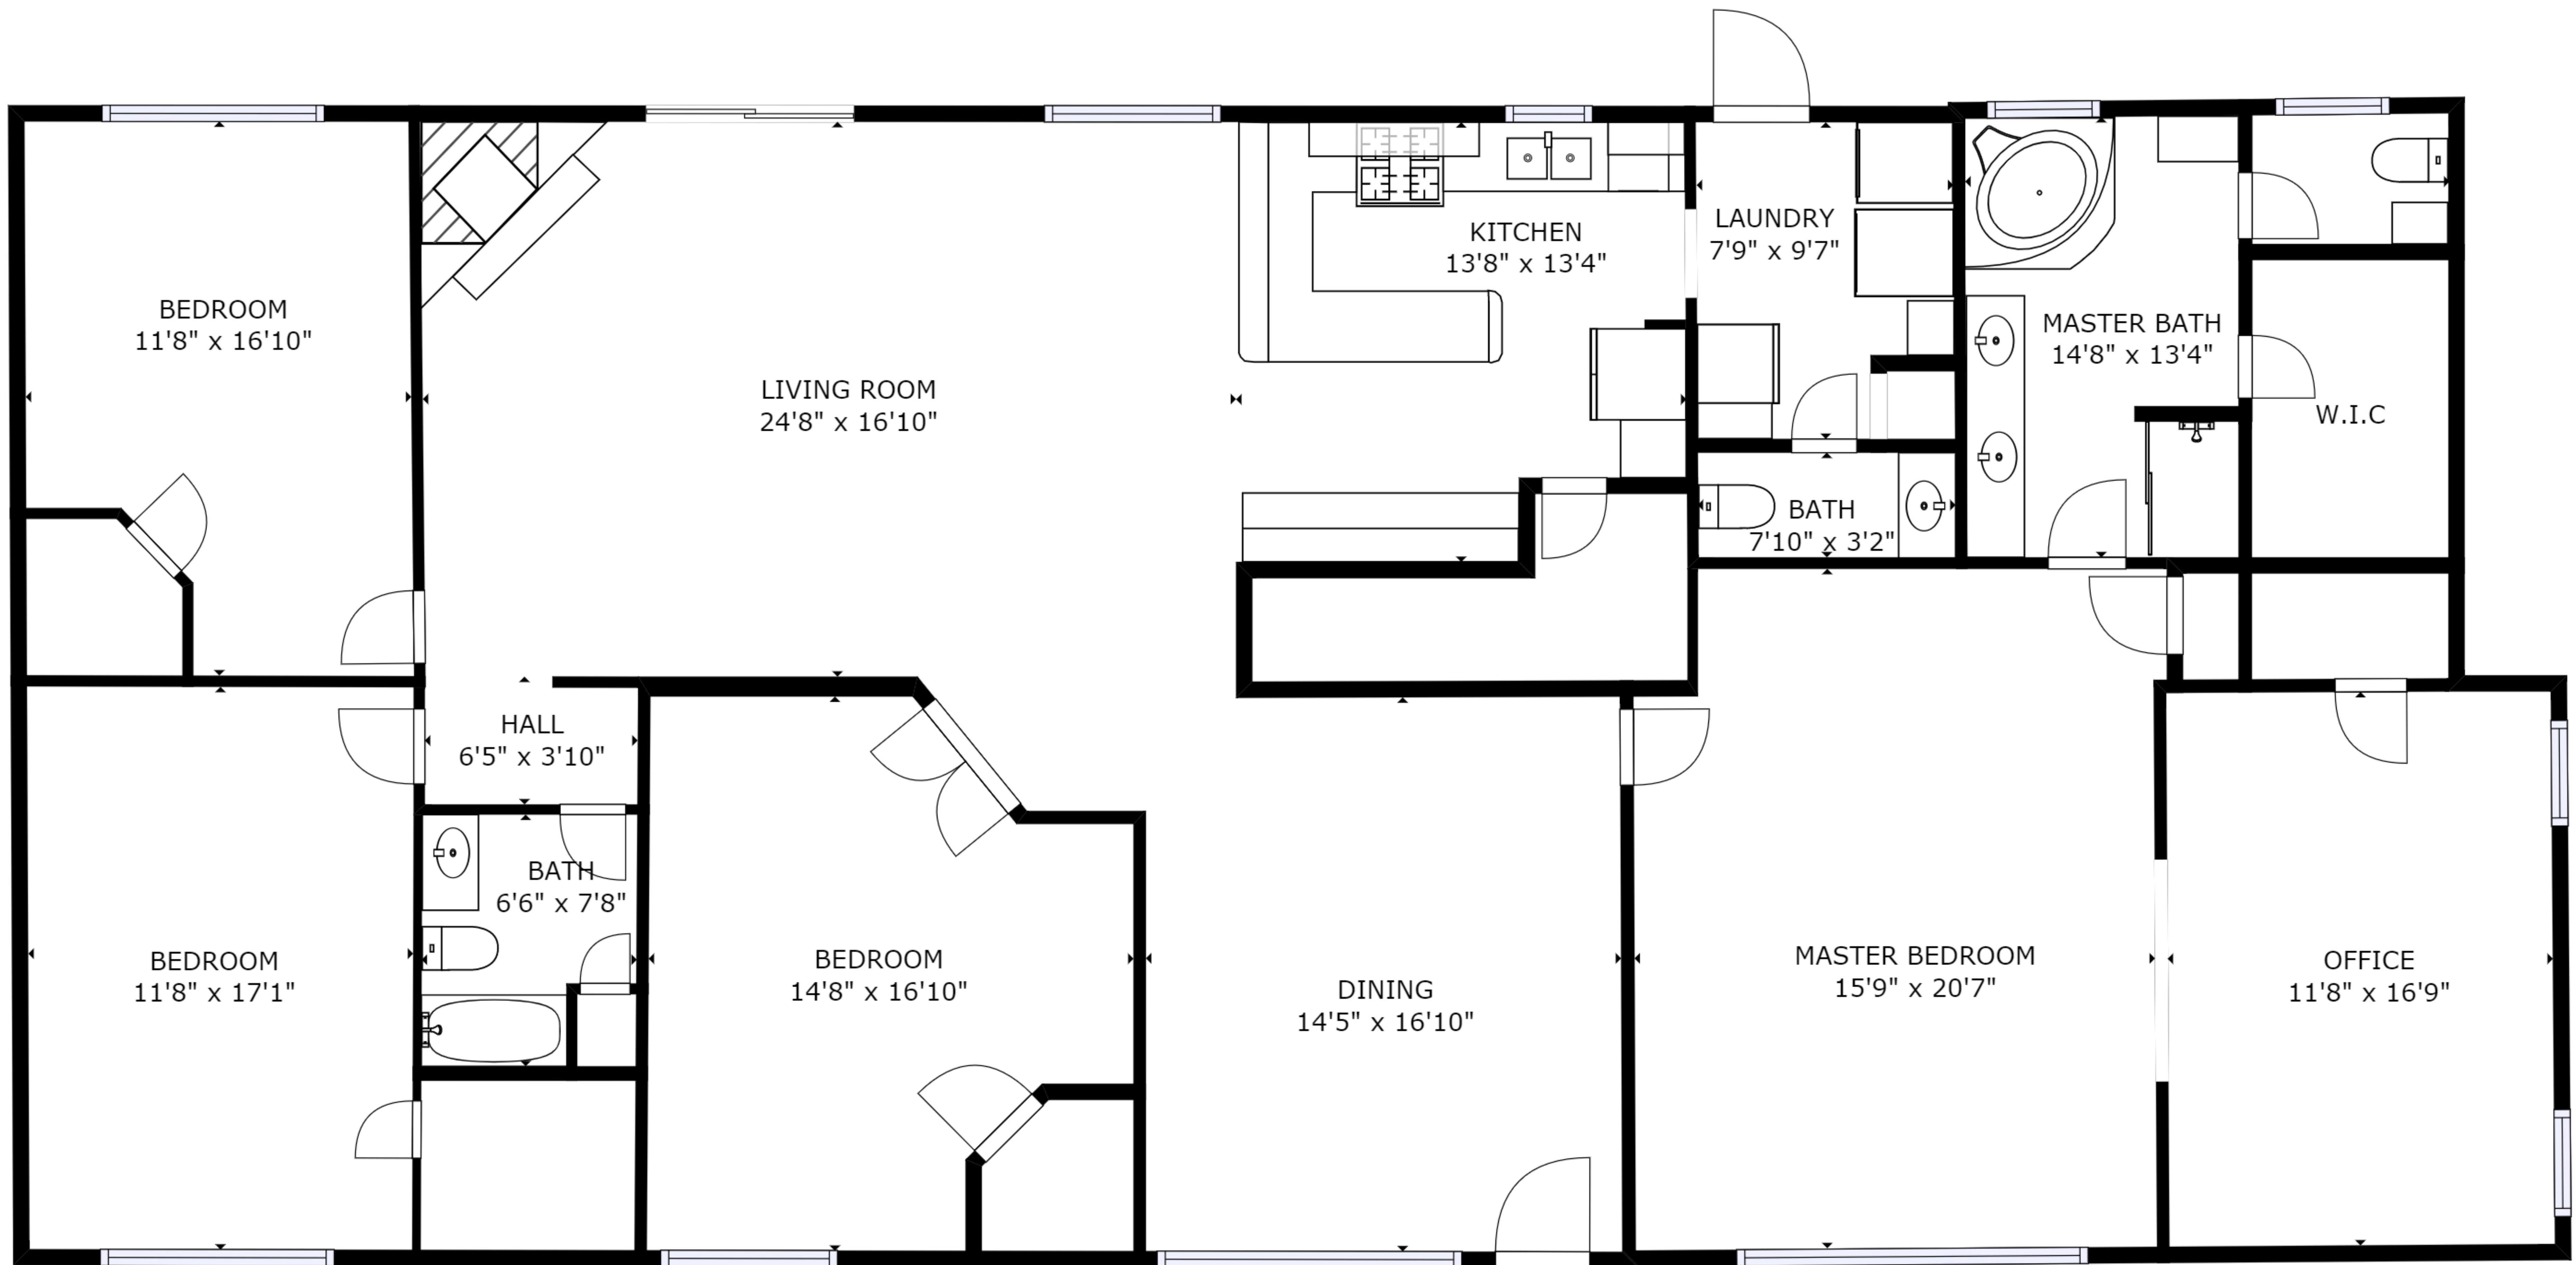 BEDROOM
11'8" x 16'10"
LIVING ROOM
24'8" x 16'10"
KITCHEN
13'8" x 13'4"
LAUNDRY
7'9" x 9'7"
MASTER BATH
14'8" x 13'4"
W.I.C
BATH
7'10" x 3'2"
HALL
6'5" x 3'10"
BATH
6'6" x 7'8"
BEDROOM
11'8" x 17'1"
BEDROOM
14'8" x 16'10"
DINING
14'5" x 16'10"
MASTER BEDROOM
15'9" x 20'7"
OFFICE
11'8" x 16'9"